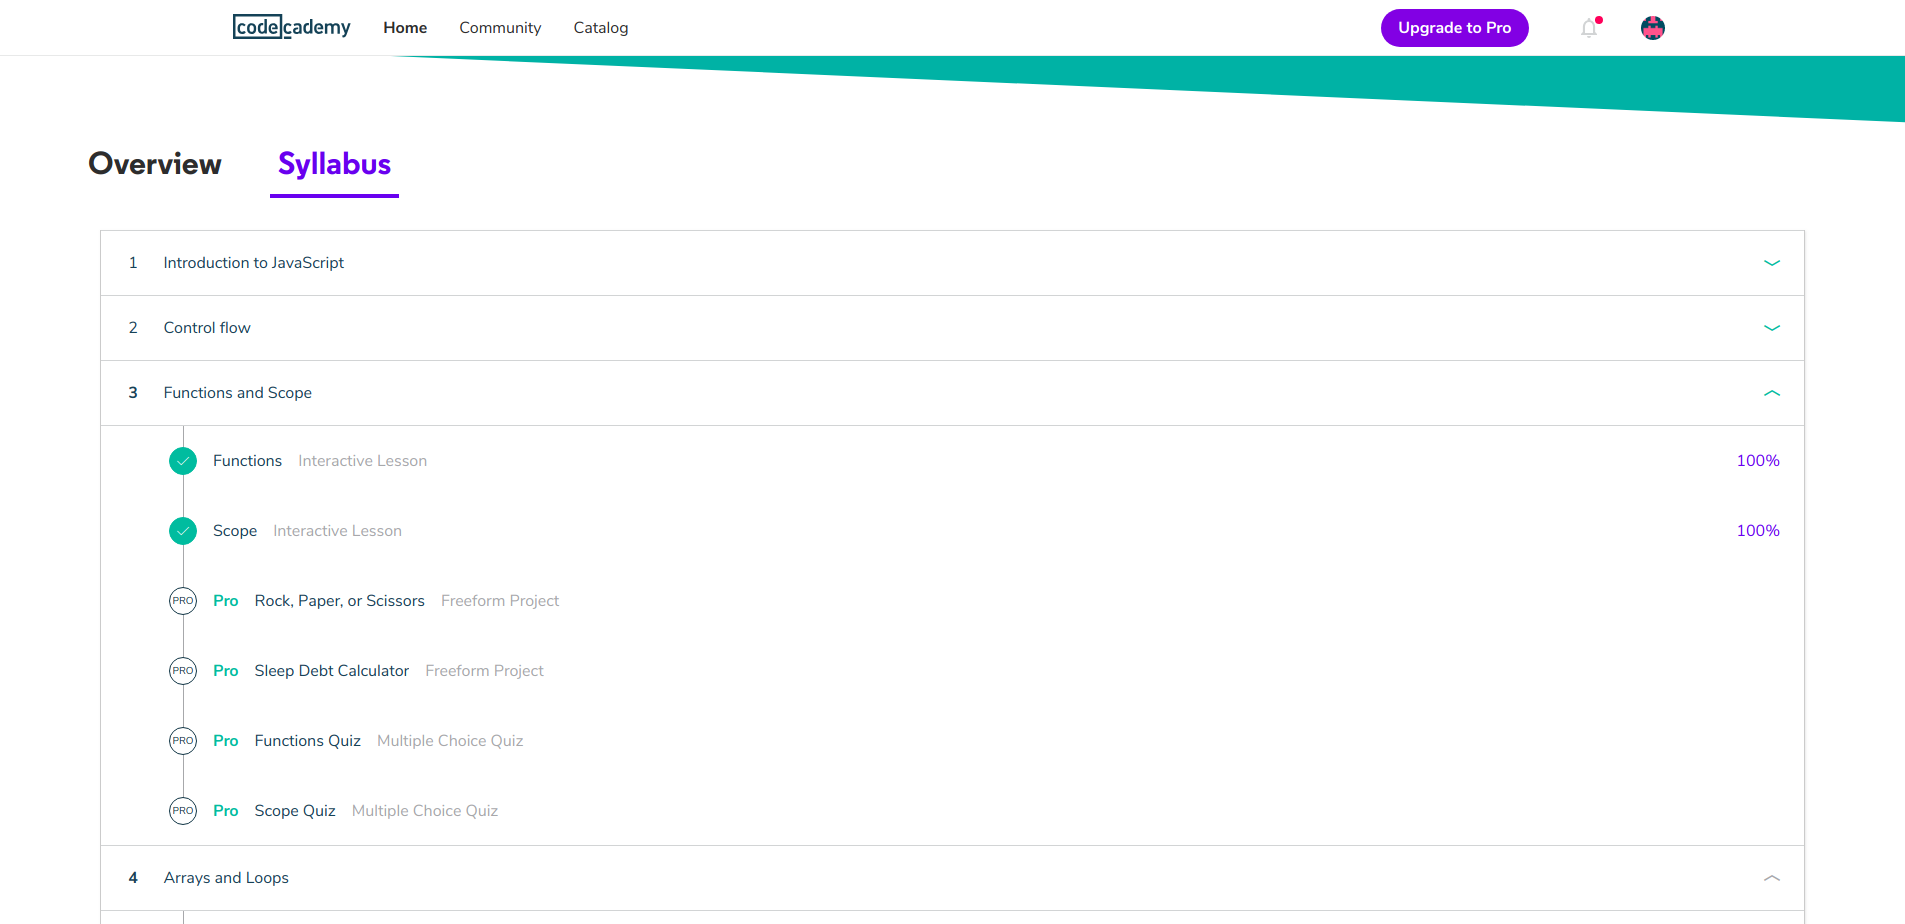 codecademy Home Community Catalog Upgrade to Pro
Overview Syllabus
1 Introduction to JavaScript
2 Control flow
3 Functions and Scope
Functions Interactive Lesson 100%
Scope Interactive Lesson 100%
PRO Pro Rock, Paper, or Scissors Freeform Project
PRO Pro Sleep Debt Calculator Freeform Project
PRO Pro Functions Quiz Multiple Choice Quiz
PRO Pro Scope Quiz Multiple Choice Quiz
4 Arrays and Loops